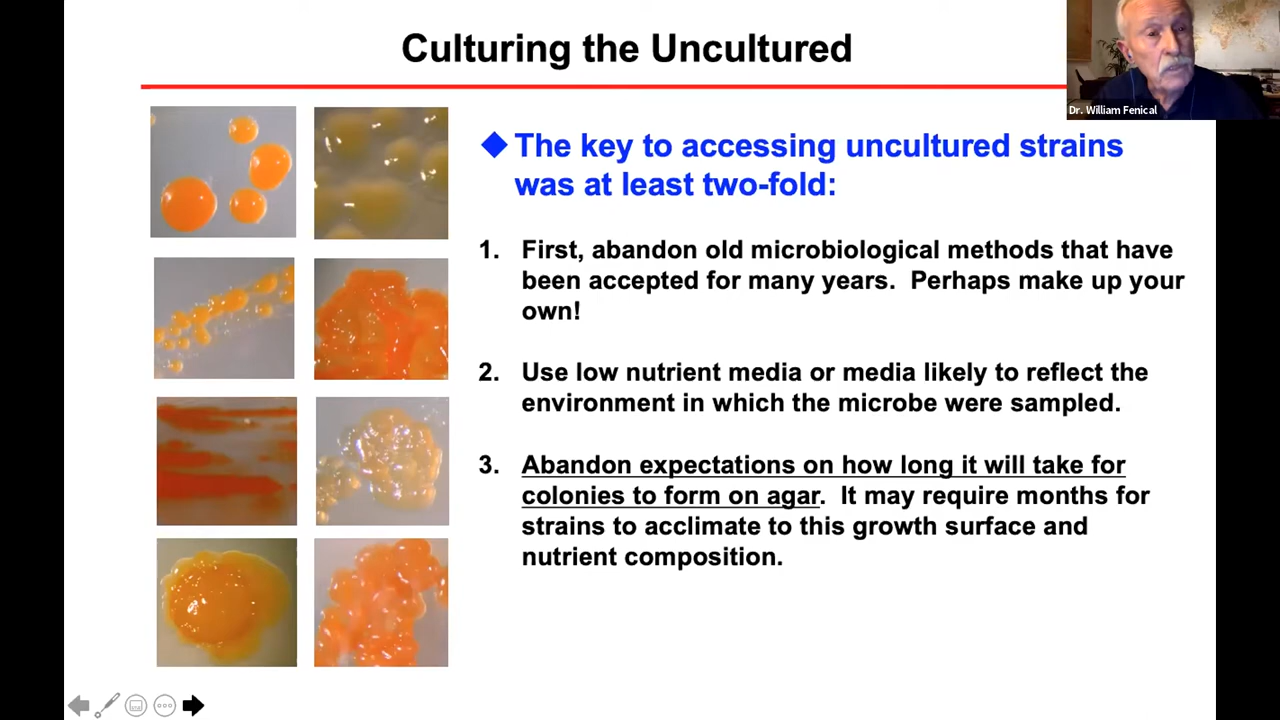 Culturing the Uncultured
Dr. William Fenical
◆ The key to accessing uncultured strains
was at least two-fold:
1. First, abandon old microbiological methods that have
been accepted for many years. Perhaps make up your
own!
2. Use low nutrient media or media likely to reflect the
environment in which the microbe were sampled.
3. Abandon expectations on how long it will take for
colonies to form on agar. It may require months for
strains to acclimate to this growth surface and
nutrient composition.